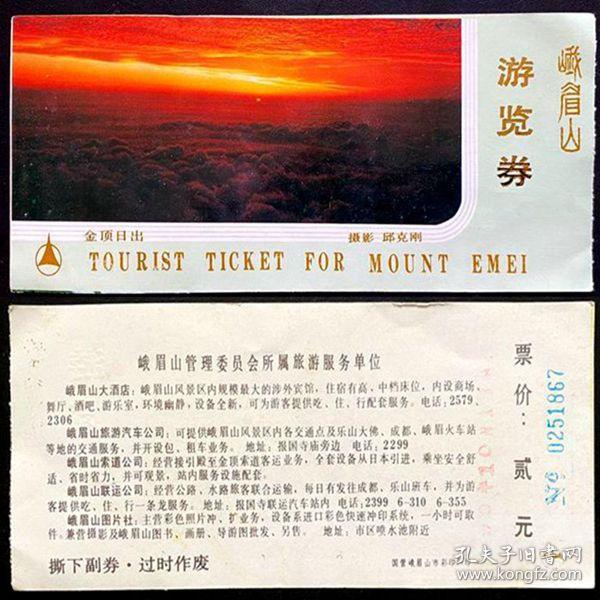 峨眉山
游览券
金顶日出
摄影 邱克刚
TOURIST TICKET FOR MOUNT EMEI
峨眉山管理委员会所属旅游服务单位
峨眉山大酒店：峨眉山风景区内规模最大的涉外宾馆，住宿有高、中档床位，内设商场、
舞厅、酒吧、游乐室，环境幽静，设备全新，可为游客提供吃、住、行配套服务。电话：2579、
2306
峨眉山旅游汽车公司：可提供峨眉山风景区内各交通点及乐山大佛、成都、峨眉火车站
等地的交通服务，并开设包、租车业务。 地址：报国寺庙旁边 电话：2299
峨眉山索道公司：经营接引殿至金顶索道客运业务，全套设备从日本引进，乘坐安全舒
适、省时省力，并可观景，站内服务设施配套。
峨眉山联运公司：经营公路、水路旅客联合运输，每日有发往成都、乐山班车，并为游
客提供吃、住、行一条龙服务。地址：报国寺联运汽车站内 电话：2399 6-310 6-355
峨眉山图片社：主营彩色照片冲、扩业务，设备系进口彩色快速冲印系统，一小时可取
件。兼营摄影及峨眉山图书、画册、导游图批发、另售。 地址：市区喷水池附近
撕下副券·过时作废
国营峨眉山市彩印
票价：贰元
№ 0251867
孔夫子旧书网
www.kongfz.com